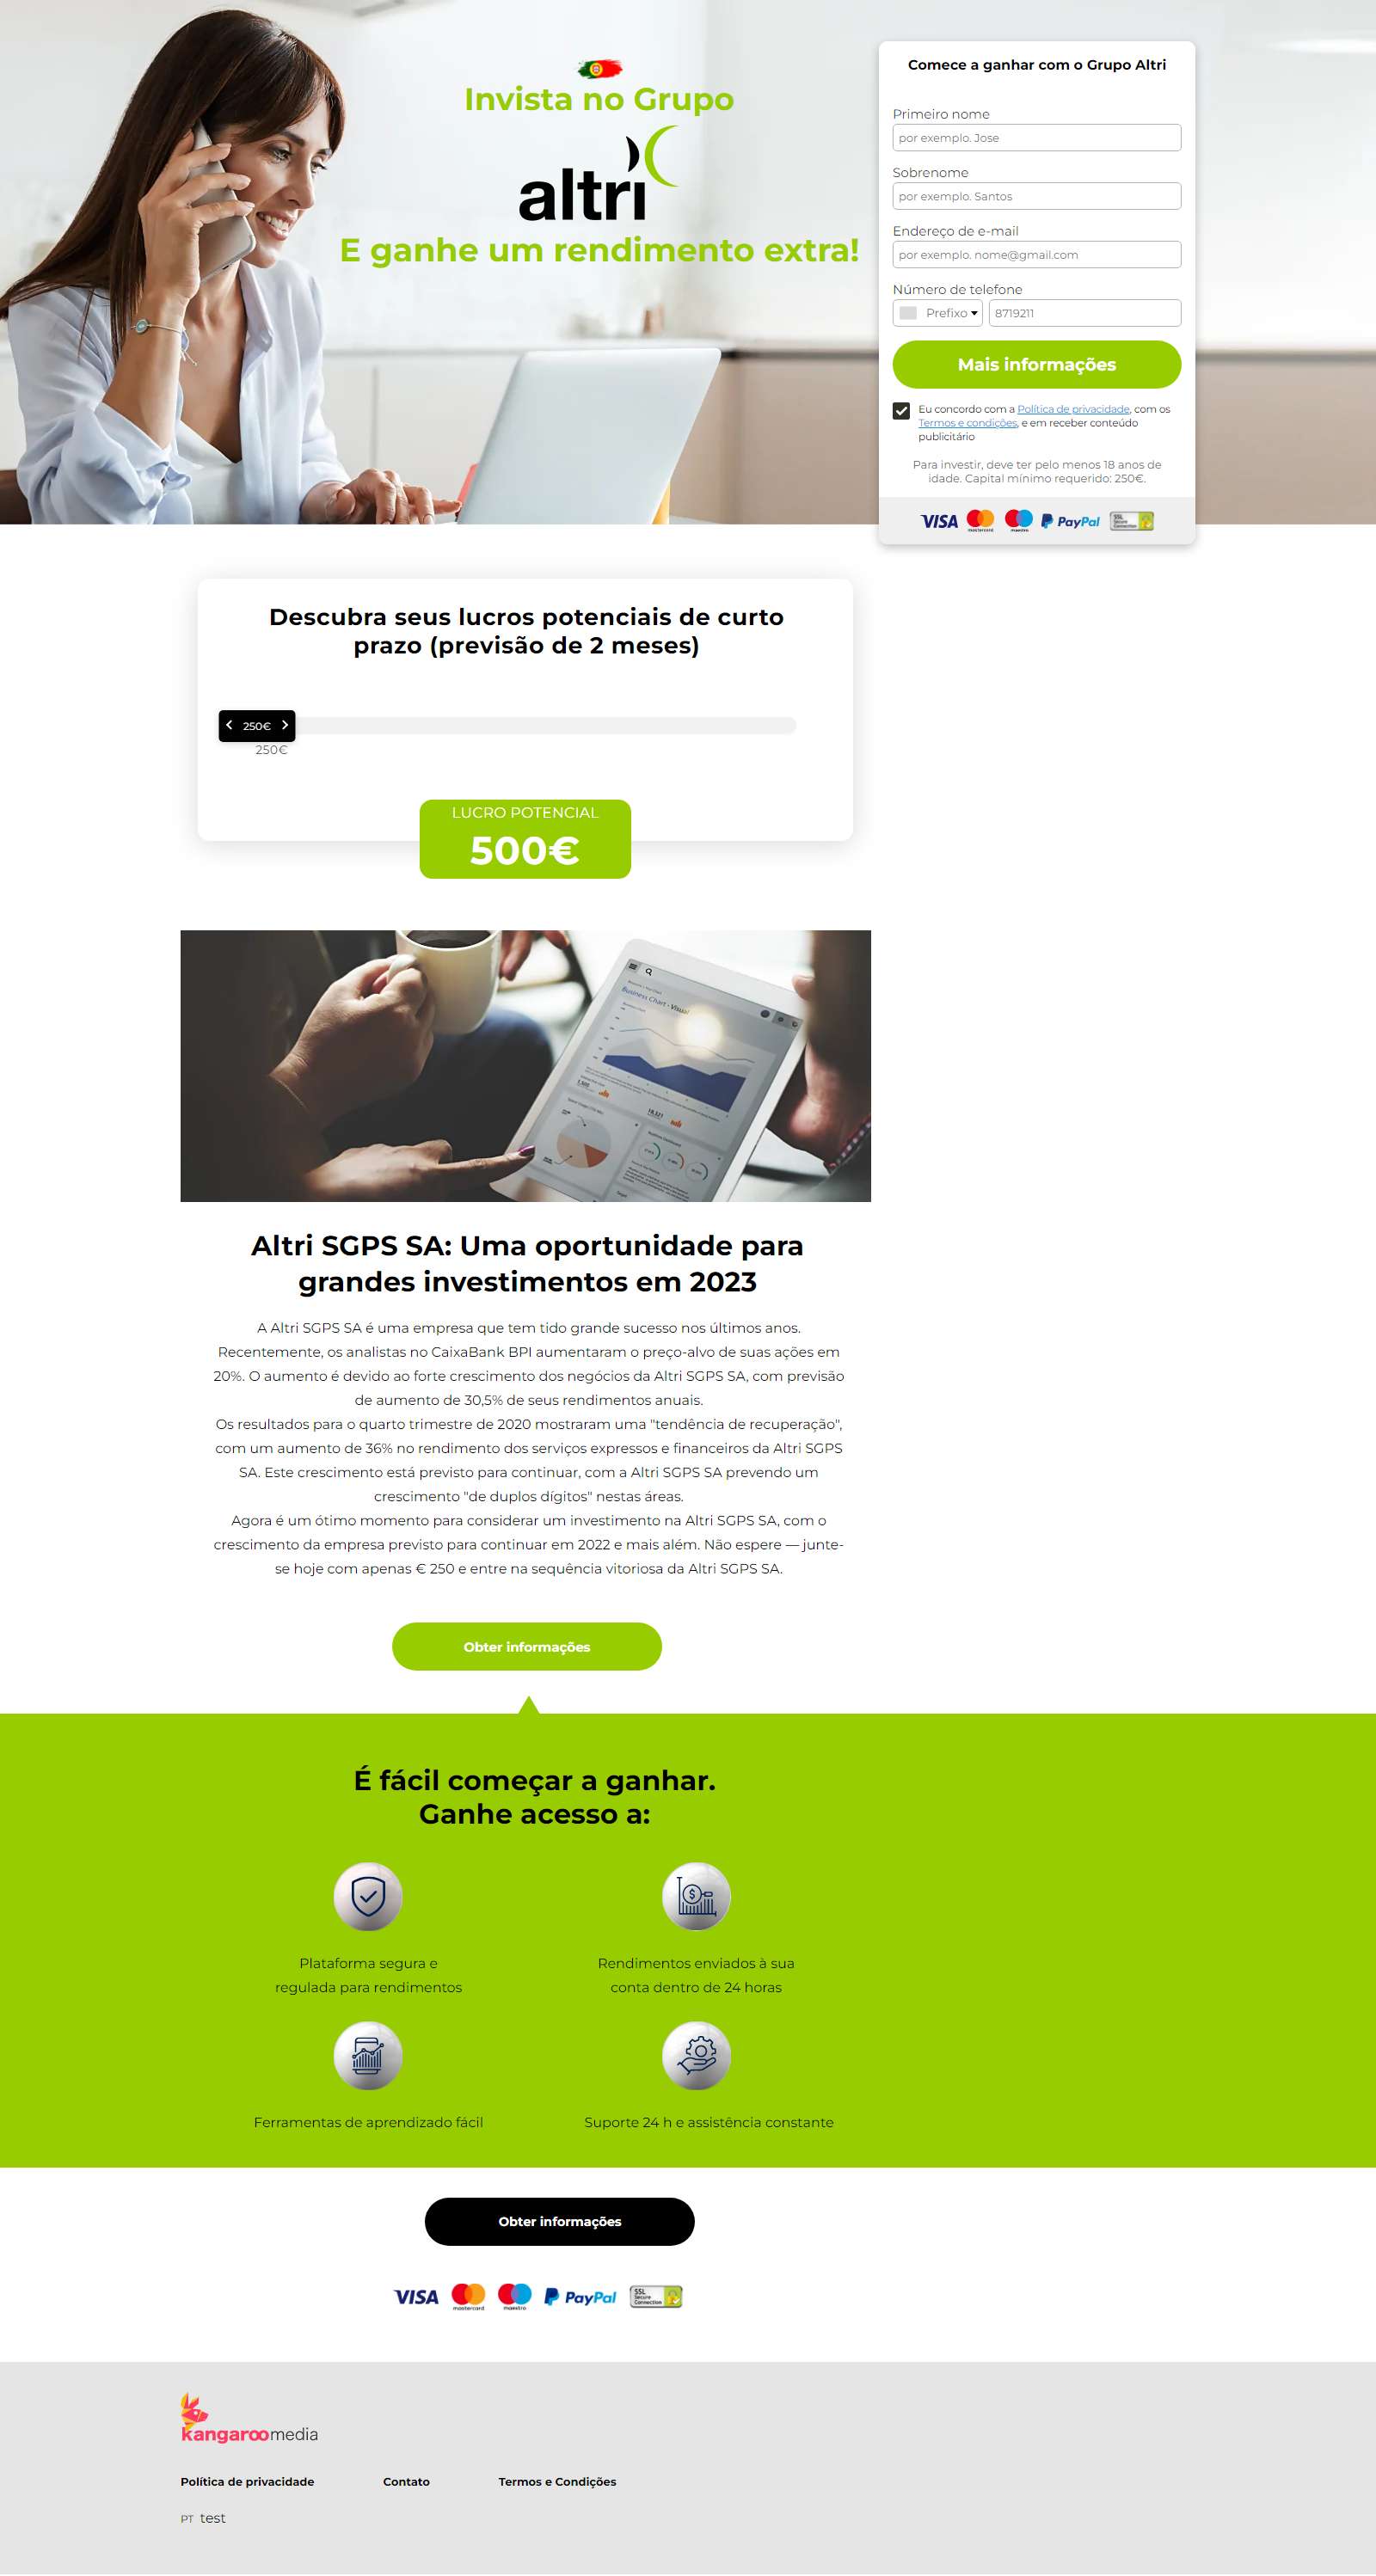 Invista no Grupo
altri
E ganhe um rendimento extra!
Comece a ganhar com o Grupo Altri
Primeiro nome
por exemplo. Jose
Sobrenome
por exemplo. Santos
Endereço de e-mail
por exemplo. nome@gmail.com
Número de telefone
Prefixo 8719211
Mais informações
Eu concordo com a Política de privacidade, com os
Termos e condições, e em receber conteúdo
publicitário
Para investir, deve ter pelo menos 18 anos de
idade. Capital mínimo requerido: 250€.
VISA mastercard maestro PayPal SSL Secure Connection
Descubra seus lucros potenciais de curto
prazo (previsão de 2 meses)
250€
250€
LUCRO POTENCIAL
500€
Business Chart - Visual
Altri SGPS SA: Uma oportunidade para
grandes investimentos em 2023
A Altri SGPS SA é uma empresa que tem tido grande sucesso nos últimos anos.
Recentemente, os analistas no CaixaBank BPI aumentaram o preço-alvo de suas ações em
20%. O aumento é devido ao forte crescimento dos negócios da Altri SGPS SA, com previsão
de aumento de 30,5% de seus rendimentos anuais.
Os resultados para o quarto trimestre de 2020 mostraram uma "tendência de recuperação",
com um aumento de 36% no rendimento dos serviços expressos e financeiros da Altri SGPS
SA. Este crescimento está previsto para continuar, com a Altri SGPS SA prevendo um
crescimento "de duplos dígitos" nestas áreas.
Agora é um ótimo momento para considerar um investimento na Altri SGPS SA, com o
crescimento da empresa previsto para continuar em 2022 e mais além. Não espere — junte-
se hoje com apenas € 250 e entre na sequência vitoriosa da Altri SGPS SA.
Obter informações
É fácil começar a ganhar.
Ganhe acesso a:
Plataforma segura e
regulada para rendimentos
Rendimentos enviados à sua
conta dentro de 24 horas
Ferramentas de aprendizado fácil
Suporte 24 h e assistência constante
Obter informações
VISA mastercard maestro PayPal SSL Secure Connection
kangaroomedia
Política de privacidade Contato Termos e Condições
PT test